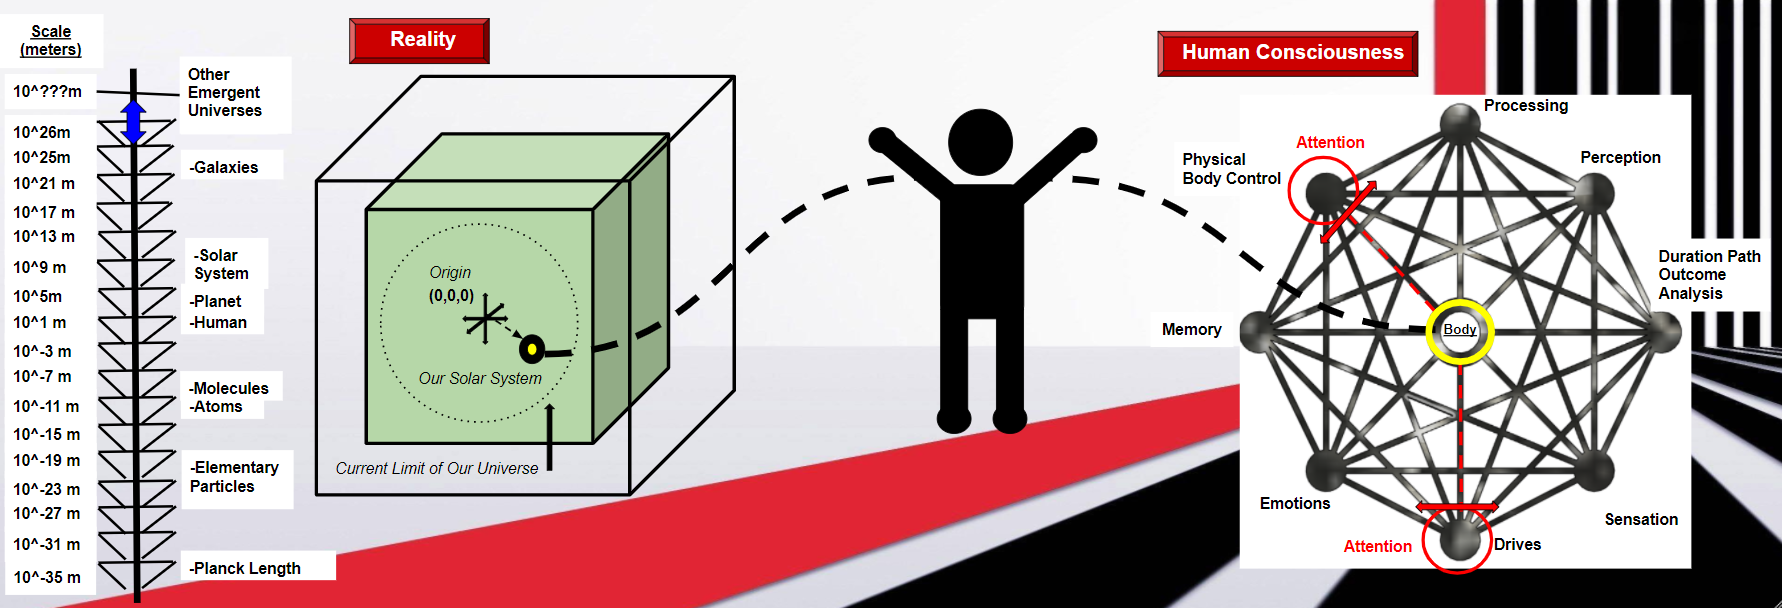 Scale
(meters)
10^???m
10^26m
10^25m
10^21 m
10^17 m
10^13 m
10^9 m
10^5m
10^1 m
10^-3 m
10^-7 m
10^-11 m
10^-15 m
10^-19 m
10^-23 m
10^-27 m
10^-31 m
10^-35 m
Other
Emergent
Universes
-Galaxies
-Solar
System
-Planet
-Human
-Molecules
-Atoms
-Elementary
Particles
-Planck Length
Reality
Origin
(0,0,0)
Our Solar System
Current Limit of Our Universe
Human Consciousness
Processing
Attention
Perception
Physical
Body Control
Duration Path
Outcome
Analysis
Memory
Body
Emotions
Sensation
Attention
Drives